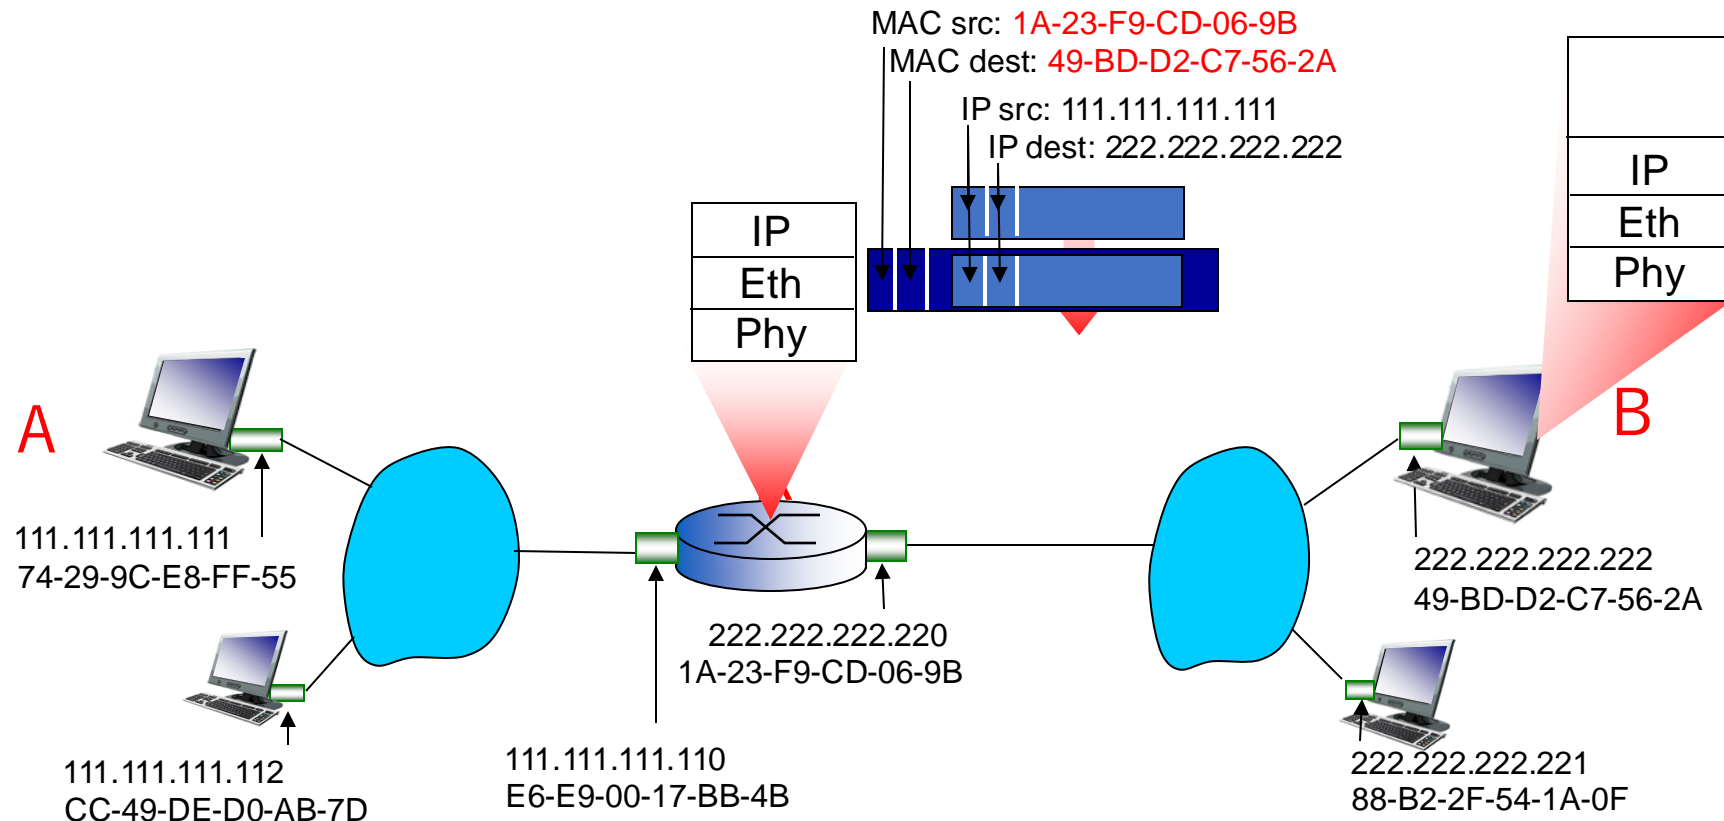 MAC src: 1A-23-F9-CD-06-9B
MAC dest: 49-BD-D2-C7-56-2A
IP src: 111.111.111.111
IP dest: 222.222.222.222
IP
Eth
Phy
IP
Eth
Phy
A
B
111.111.111.111
74-29-9C-E8-FF-55
222.222.222.222
49-BD-D2-C7-56-2A
222.222.222.220
1A-23-F9-CD-06-9B
111.111.111.112
CC-49-DE-D0-AB-7D
111.111.111.110
E6-E9-00-17-BB-4B
222.222.222.221
88-B2-2F-54-1A-0F